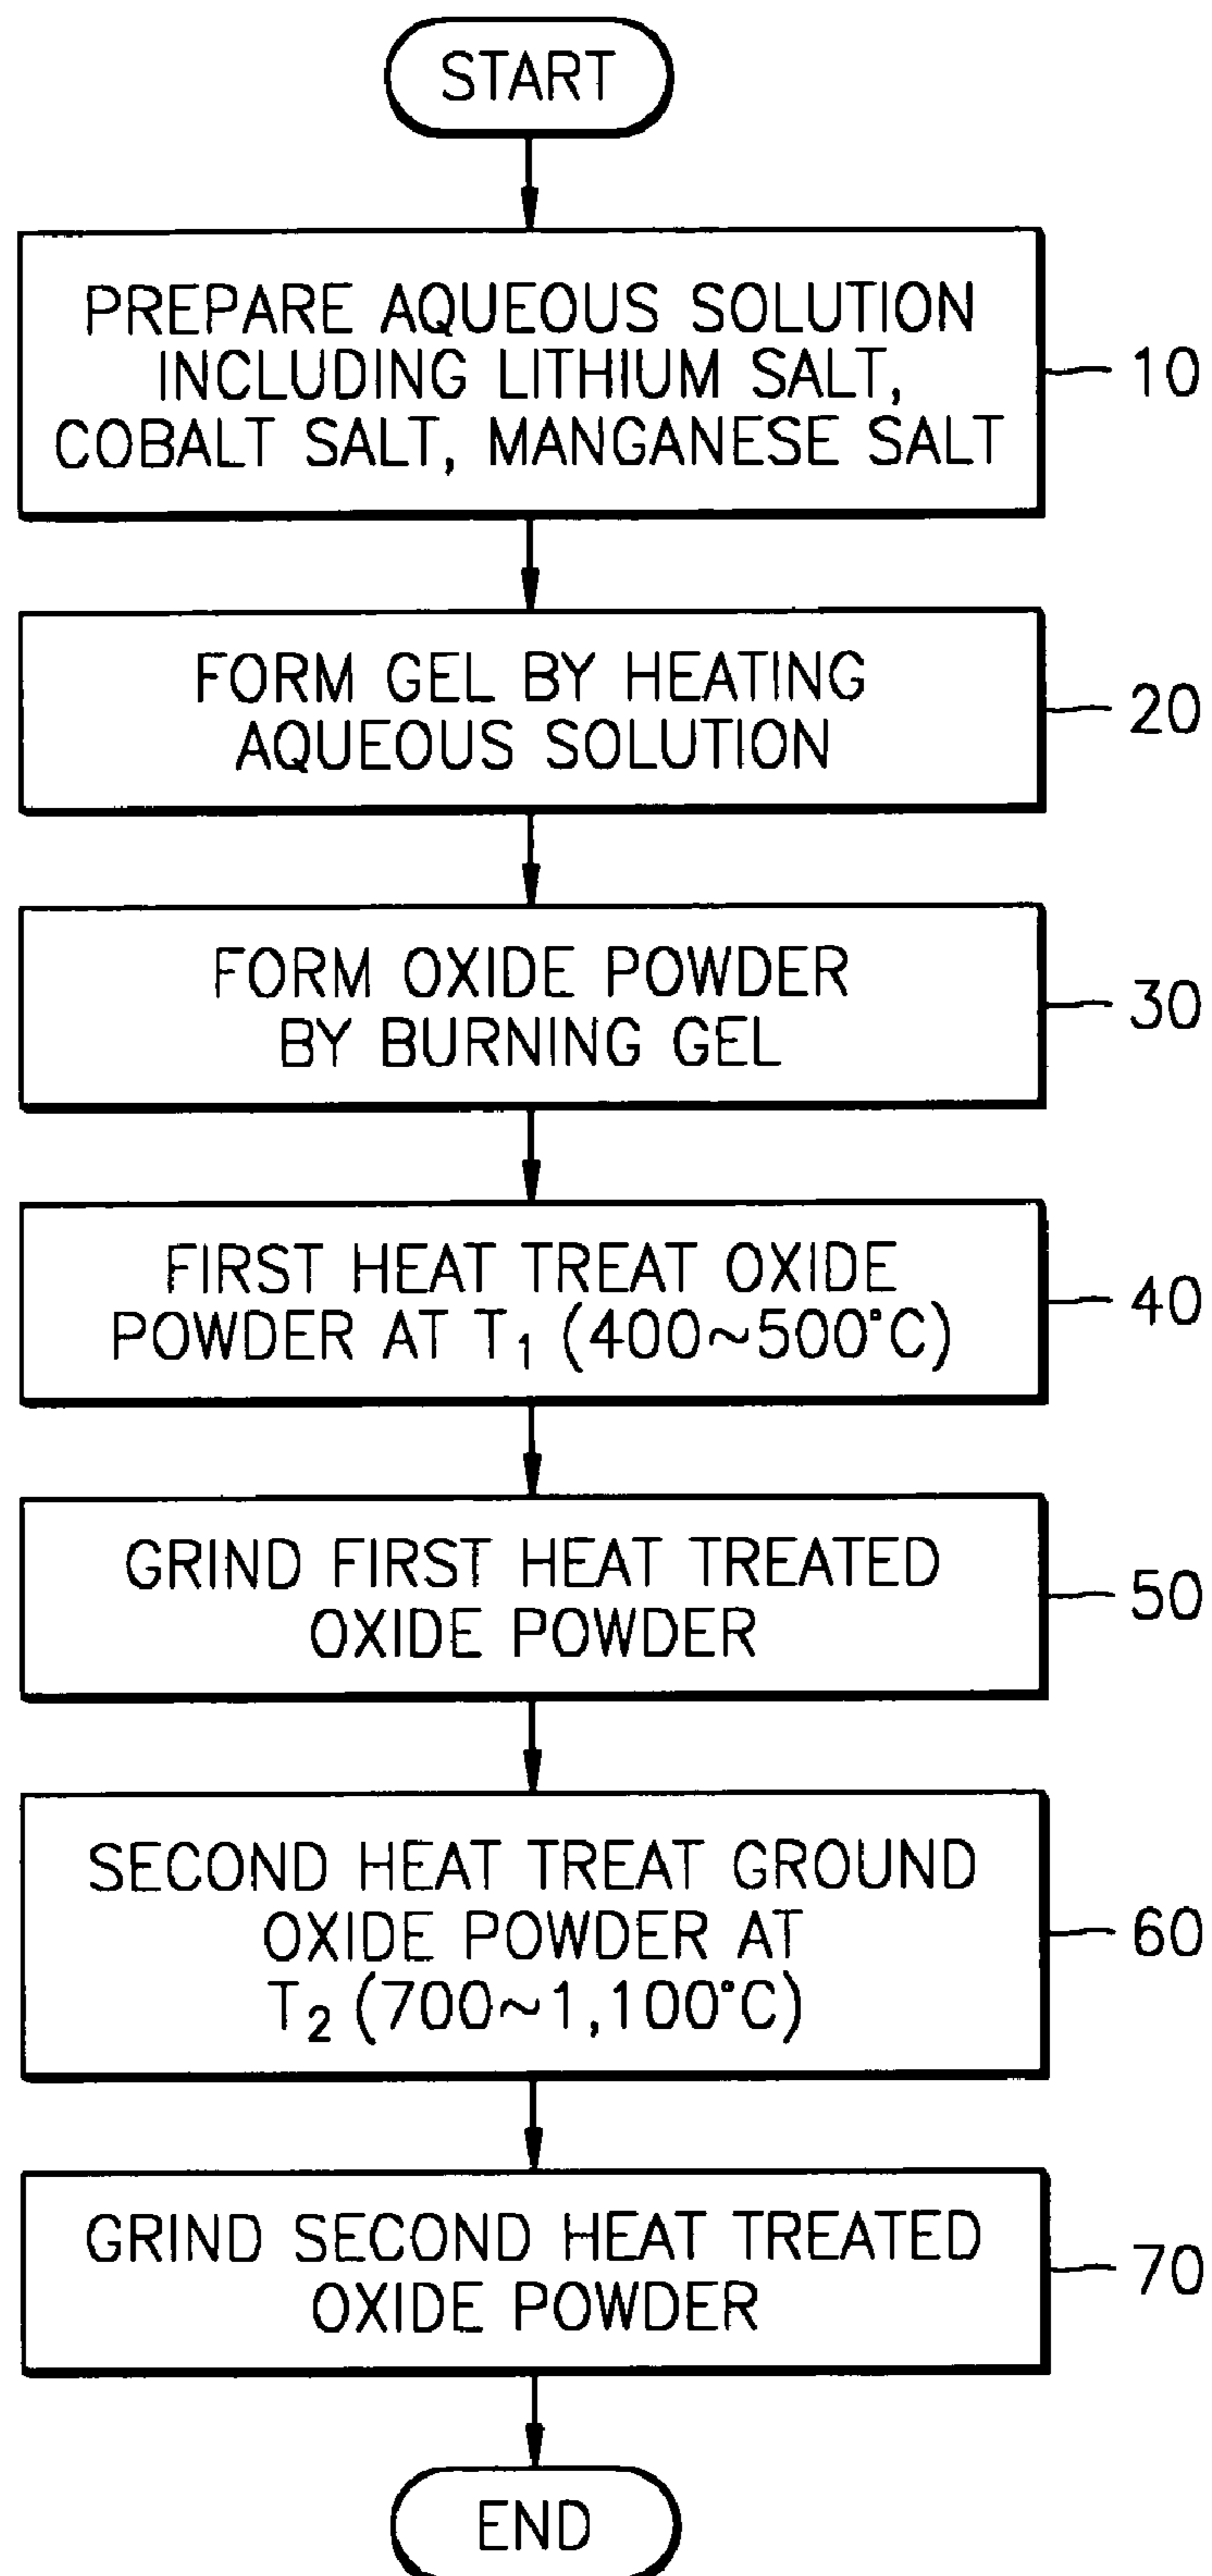 START
PREPARE AQUEOUS SOLUTION
INCLUDING LITHIUM SALT,
COBALT SALT, MANGANESE SALT
10
FORM GEL BY HEATING
AQUEOUS SOLUTION
20
FORM OXIDE POWDER
BY BURNING GEL
30
FIRST HEAT TREAT OXIDE
POWDER AT T₁ (400~500°C)
40
GRIND FIRST HEAT TREATED
OXIDE POWDER
50
SECOND HEAT TREAT GROUND
OXIDE POWDER AT
T₂ (700~1,100°C)
60
GRIND SECOND HEAT TREATED
OXIDE POWDER
70
END